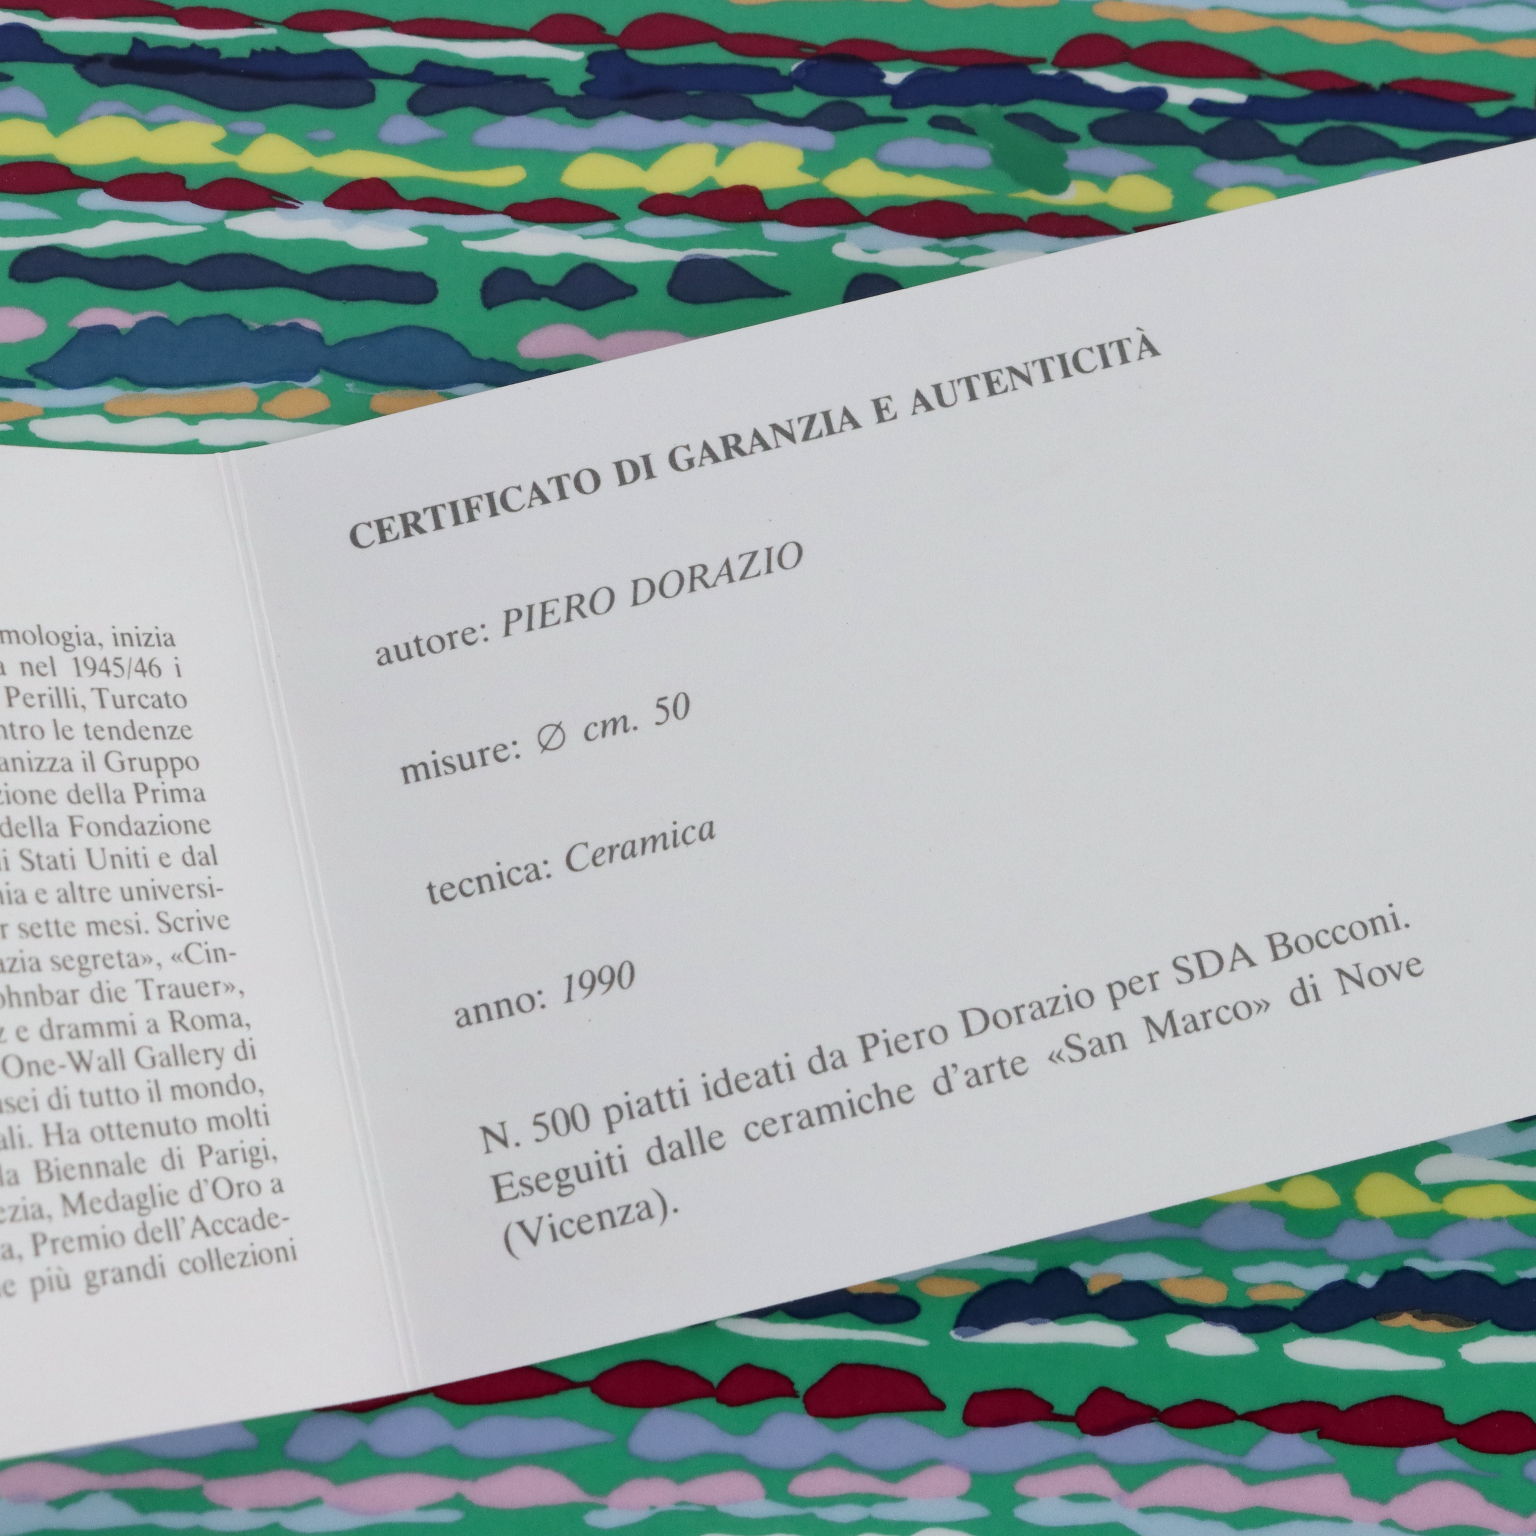 mologia, inizia
nel 1945/46 i
Perilli, Turcato
ntro le tendenze
anizza il Gruppo
zione della Prima
della Fondazione
i Stati Uniti e dal
nia e altre universi-
r sette mesi. Scrive
azia segreta», «Cin-
ohnbar die Trauer»,
z e drammi a Roma,
One-Wall Gallery di
usei di tutto il mondo,
ali. Ha ottenuto molti
la Biennale di Parigi,
ezia, Medaglie d'Oro a
a, Premio dell'Accade-
e più grandi collezioni
CERTIFICATO DI GARANZIA E AUTENTICITÀ
autore: PIERO DORAZIO
misure: Ø cm. 50
tecnica: Ceramica
anno: 1990
N. 500 piatti ideati da Piero Dorazio per SDA Bocconi.
Eseguiti dalle ceramiche d'arte «San Marco» di Nove
(Vicenza).